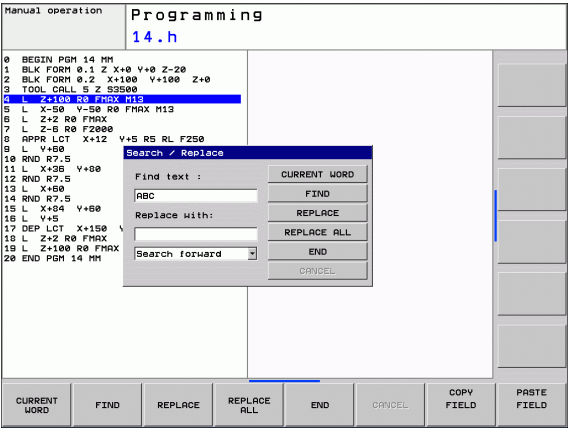 Manual operation
Programming
14.h
0 BEGIN PGM 14 MM
1 BLK FORM 0.1 Z X+0 Y+0 Z-20
2 BLK FORM 0.2 X+100 Y+100 Z+0
3 TOOL CALL 5 Z S3500
4 L Z+100 R0 FMAX M13
5 L X-50 Y-50 R0 FMAX M13
6 L Z+2 R0 FMAX
7 L Z-6 R0 F2000
8 APPR LCT X+12 Y+5 R5 RL F250
9 L Y+60
10 RND R7.5
11 L X+36 Y+80
12 RND R7.5
13 L X+60
14 RND R7.5
15 L X+84 Y+60
16 L Y+5
17 DEP LCT X+150 Y
18 L Z+2 R0 FMAX
19 L Z+100 R0 FMAX
20 END PGM 14 MM
Search / Replace
Find text :
ABC
Replace with:
Search forward
CURRENT WORD
FIND
REPLACE
REPLACE ALL
END
CANCEL
CURRENT WORD
FIND
REPLACE
REPLACE ALL
END
CANCEL
COPY FIELD
PASTE FIELD